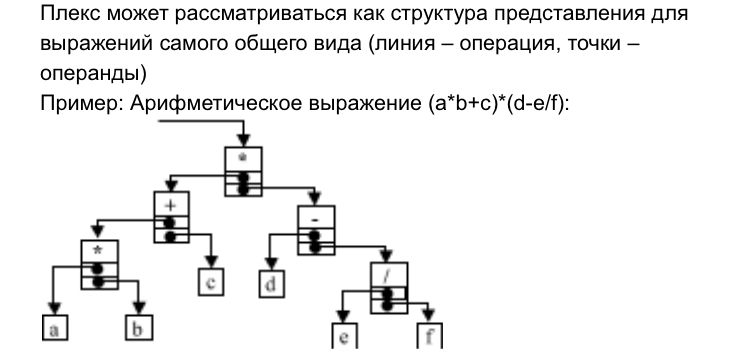 Плекс может рассматриваться как структура представления для
выражений самого общего вида (линия – операция, точки –
операнды)
Пример: Арифметическое выражение (a*b+c)*(d-e/f):
*
+
-
*
c
d
/
a
b
e
f